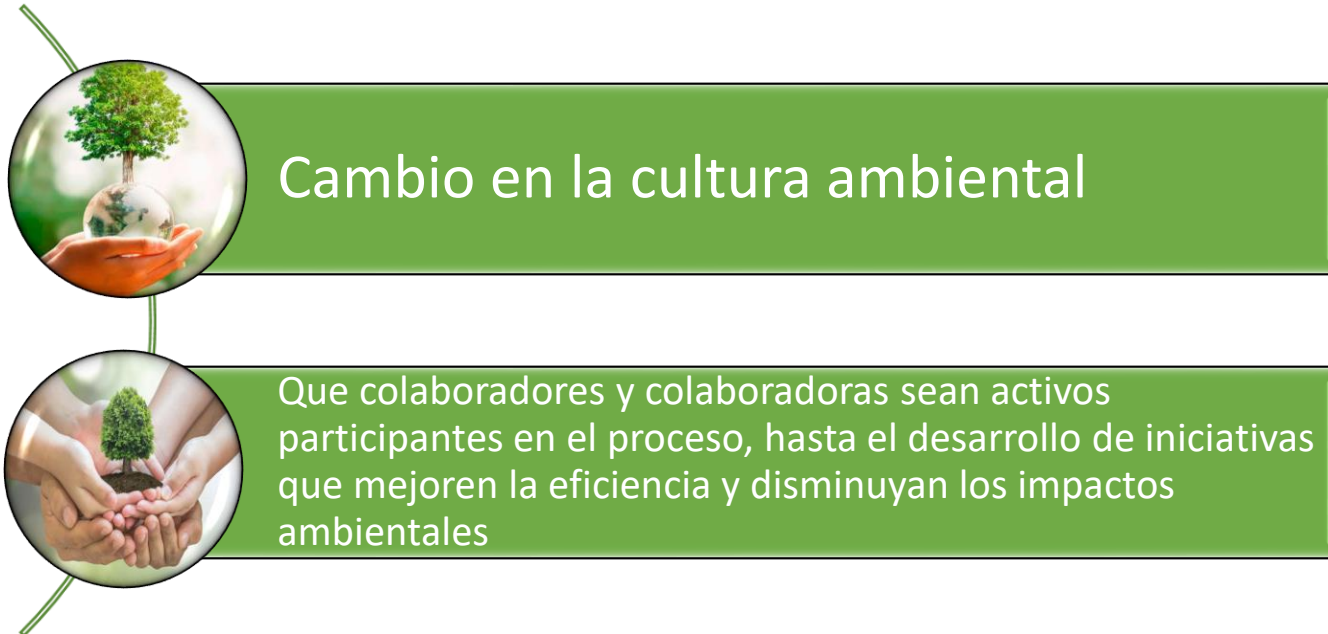 Cambio en la cultura ambiental
Que colaboradores y colaboradoras sean activos
participantes en el proceso, hasta el desarrollo de iniciativas
que mejoren la eficiencia y disminuyan los impactos
ambientales